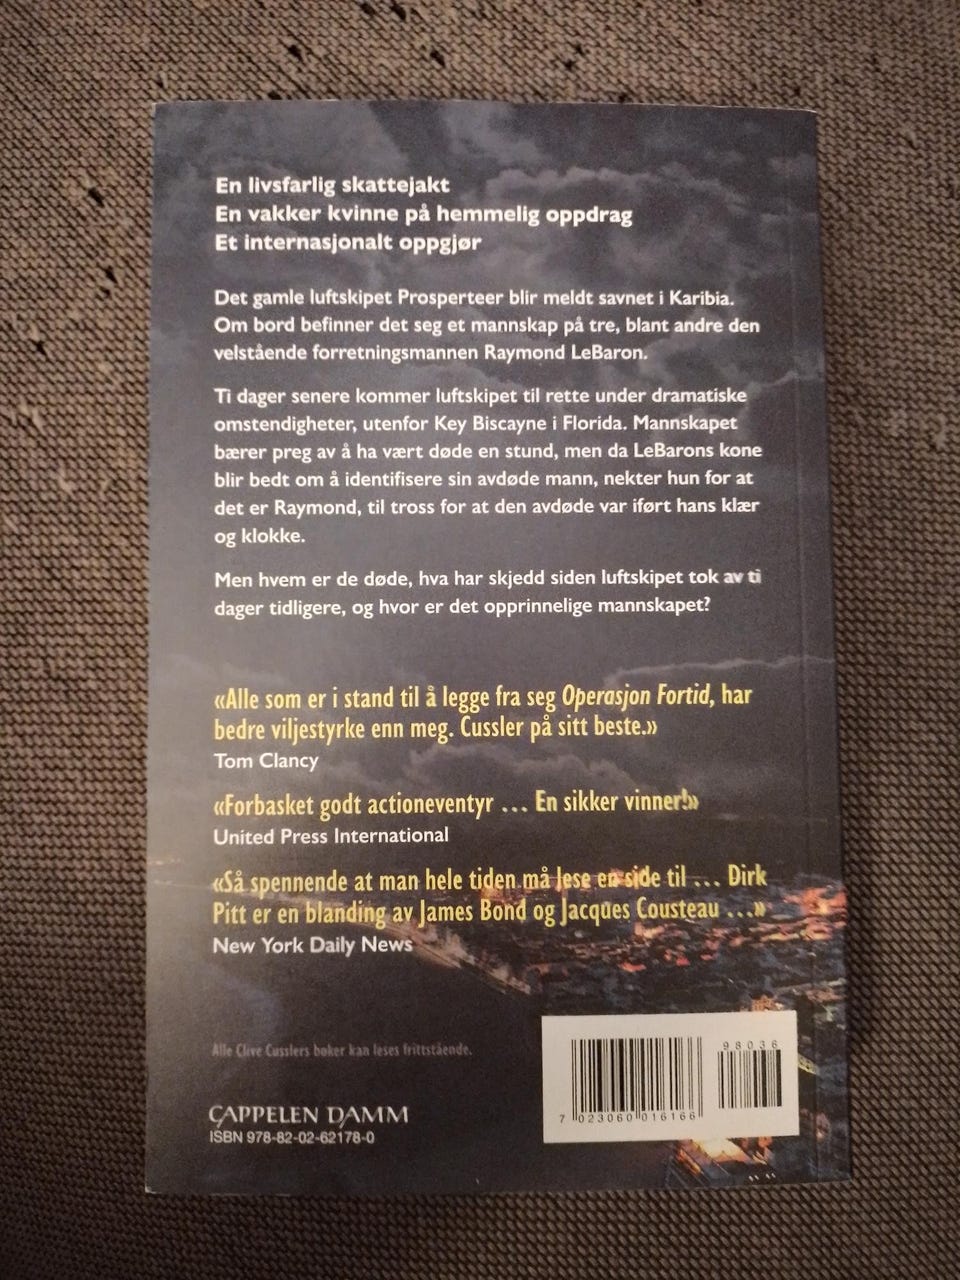 En livsfarlig skattejakt
En vakker kvinne på hemmelig oppdrag
Et internasjonalt oppgjør
Det gamle luftskipet Prosperteer blir meldt savnet i Karibia.
Om bord befinner det seg et mannskap på tre, blant andre den
velstående forretningsmannen Raymond LeBaron.
Ti dager senere kommer luftskipet til rette under dramatiske
omstendigheter, utenfor Key Biscayne i Florida. Mannskapet
bærer preg av å ha vært døde en stund, men da LeBarons kone
blir bedt om å identifisere sin avdøde mann, nekter hun for at
det er Raymond, til tross for at den avdøde var iført hans klær
og klokke.
Men hvem er de døde, hva har skjedd siden luftskipet tok av ti
dager tidligere, og hvor er det opprinnelige mannskapet?
«Alle som er i stand til å legge fra seg Operasjon Fortid, har
bedre viljestyrke enn meg. Cussler på sitt beste.»
Tom Clancy
«Forbasket godt actioneventyr ... En sikker vinner!»
United Press International
«Så spennende at man hele tiden må lese en side til ... Dirk
Pitt er en blanding av James Bond og Jacques Cousteau ...»
New York Daily News
Alle Clive Cusslers bøker kan leses frittstående.
CAPPELEN DAMM
ISBN 978-82-02-62178-0
98036
7 023060 016166